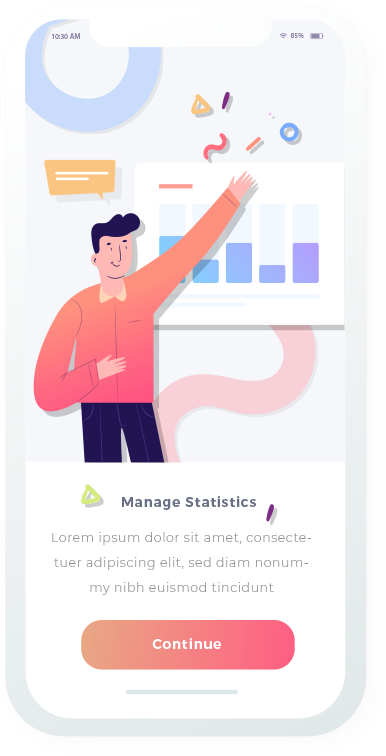 10:30 AM
85%
Manage Statistics
Lorem ipsum dolor sit amet, consecte-
tuer adipiscing elit, sed diam nonum-
my nibh euismod tincidunt
Continue